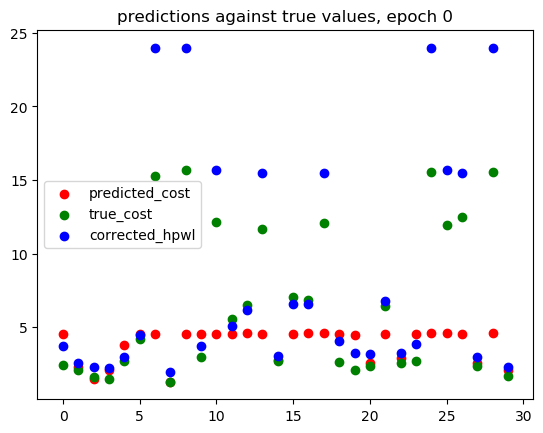 predictions against true values, epoch 0
25
20
15
10
5
predicted_cost
true_cost
corrected_hpwl
0 5 10 15 20 25 30